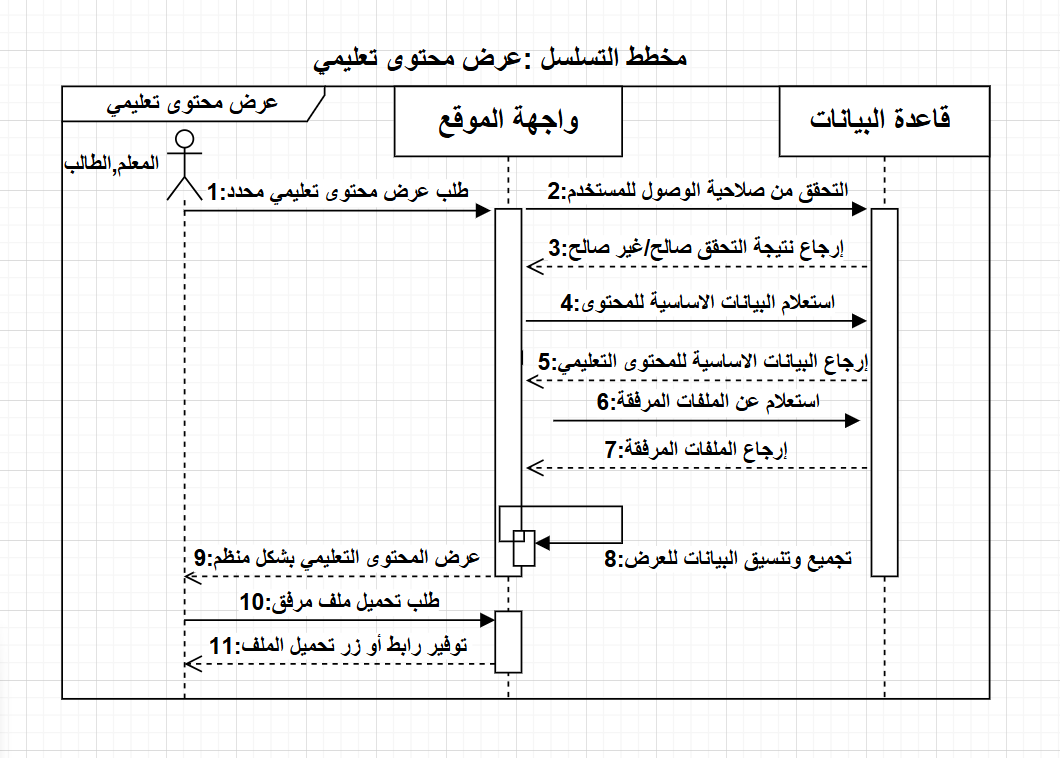 مخطط التسلسل :عرض محتوى تعليمي
عرض محتوى تعليمي
واجهة الموقع
قاعدة البيانات
المعلم,الطالب
1:طلب عرض محتوى تعليمي محدد
2:التحقق من صلاحية الوصول للمستخدم
3:إرجاع نتيجة التحقق صالح/غير صالح
4:استعلام البيانات الاساسية للمحتوى
5:إرجاع البيانات الاساسية للمحتوى التعليمي
6:استعلام عن الملفات المرفقة
7:إرجاع الملفات المرفقة
8:تجميع وتنسيق البيانات للعرض
9:عرض المحتوى التعليمي بشكل منظم
10:طلب تحميل ملف مرفق
11:توفير رابط أو زر تحميل الملف